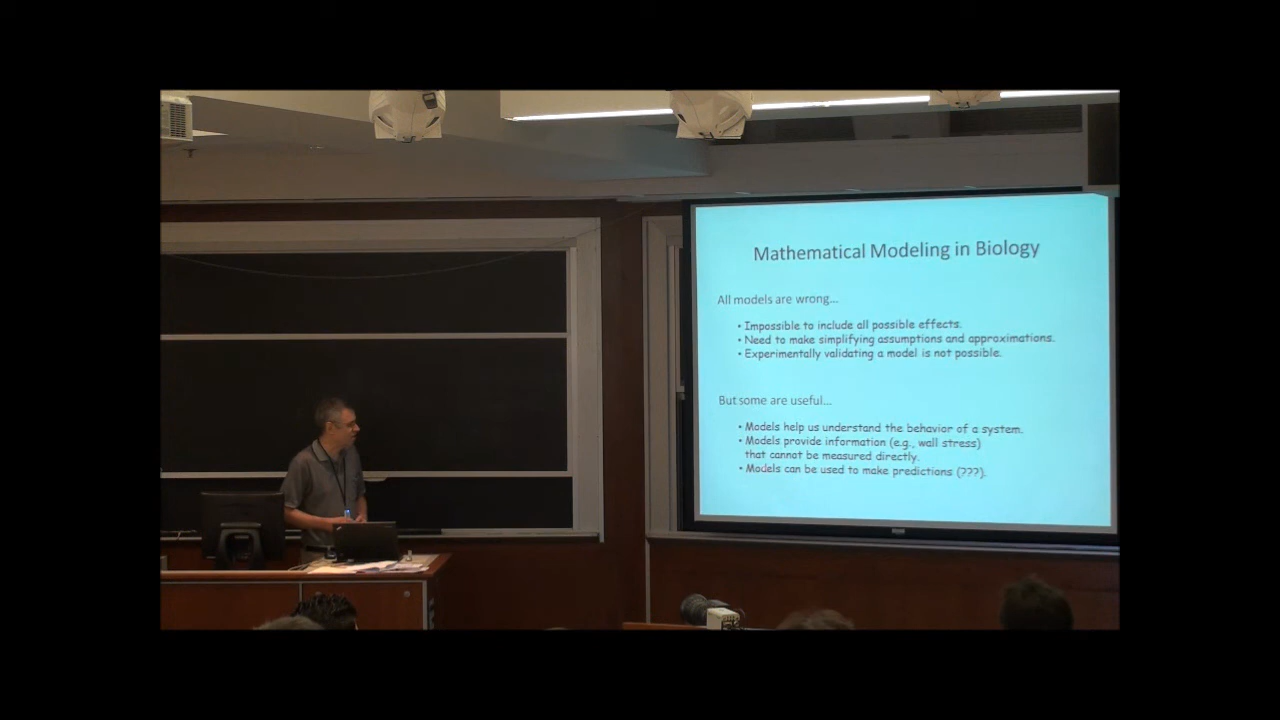 Mathematical Modeling in Biology
All models are wrong...
• Impossible to include all possible effects.
• Need to make simplifying assumptions and approximations.
• Experimentally validating a model is not possible.
But some are useful...
• Models help us understand the behavior of a system.
• Models provide information (e.g., wall stress)
that cannot be measured directly.
• Models can be used to make predictions (???).